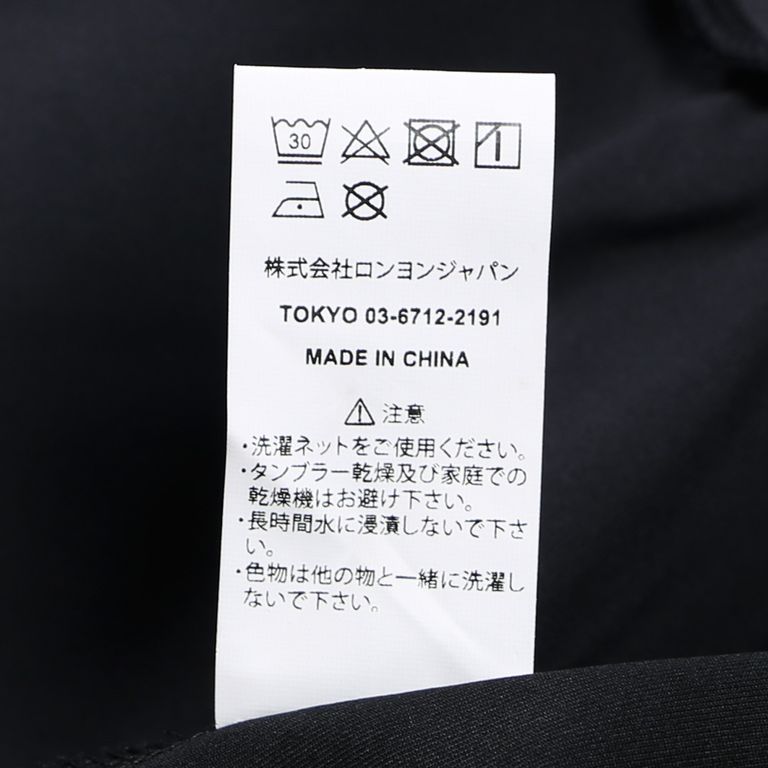 30
株式会社ロンヨンジャパン
TOKYO 03-6712-2191
MADE IN CHINA
注意
・洗濯ネットをご使用ください。
・タンブラー乾燥及び家庭での
乾燥機はお避け下さい。
・長時間水に浸漬しないで下さ
い。
・色物は他の物と一緒に洗濯し
ないで下さい。